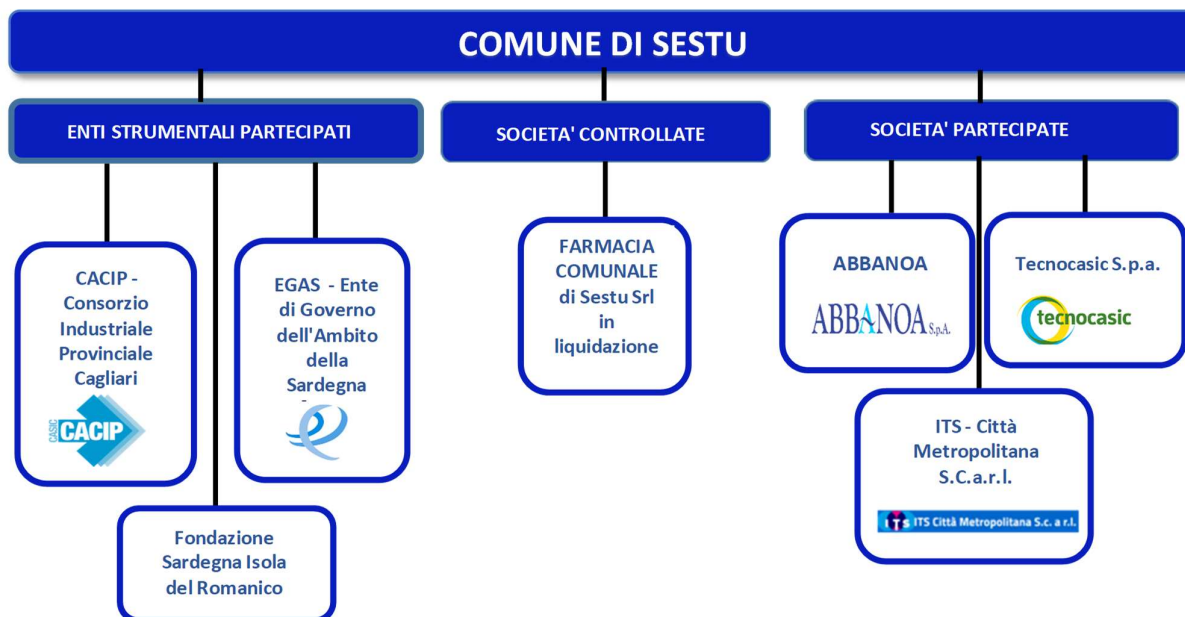 COMUNE DI SESTU
ENTI STRUMENTALI PARTECIPATI
SOCIETA' CONTROLLATE
SOCIETA' PARTECIPATE
CACIP -
Consorzio
Industriale
Provinciale
Cagliari
CASIC
CACIP
EGAS - Ente
di Governo
dell'Ambito
della
Sardegna
Fondazione
Sardegna Isola
del Romanico
FARMACIA
COMUNALE
di Sestu Srl
in
liquidazione
ABBANOA
ABBANOA S.p.A.
Tecnocasic S.p.a.
tecnocasic
ITS - Città
Metropolitana
S.C.a.r.l.
iTS ITS Città Metropolitana S.c. a r.l.